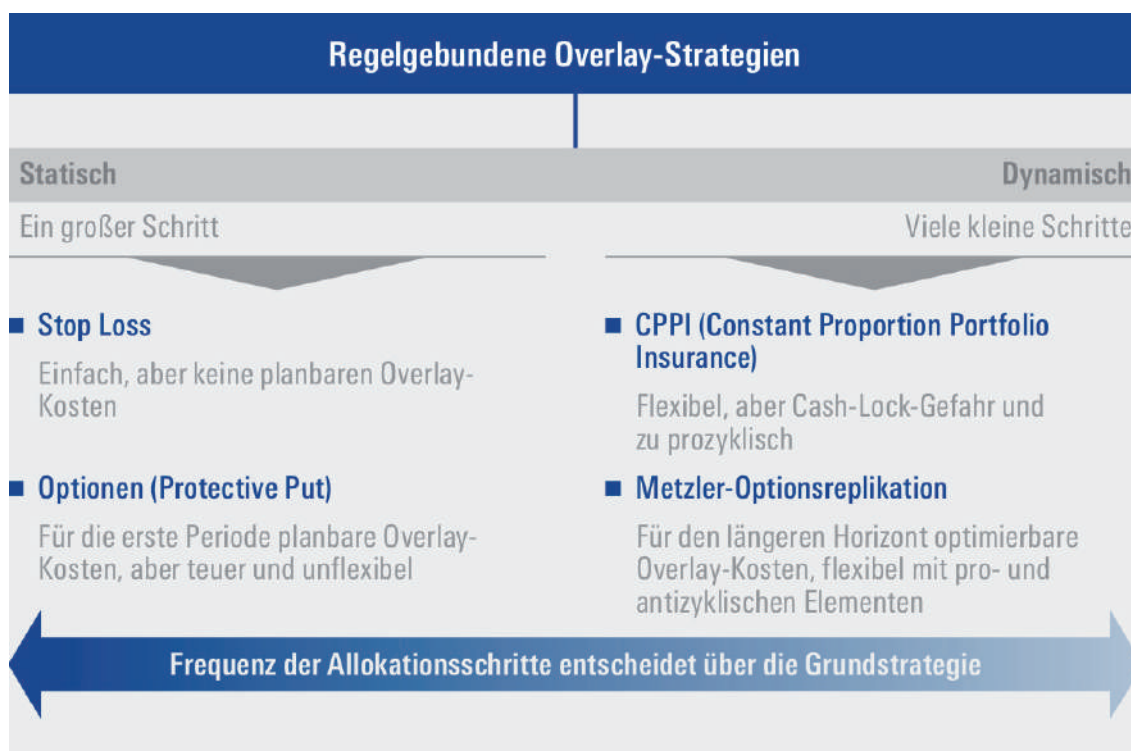 Regelgebundene Overlay-Strategien
Statisch
Dynamisch
Ein großer Schritt
Viele kleine Schritte
Stop Loss
Einfach, aber keine planbaren Overlay-
Kosten
Optionen (Protective Put)
Für die erste Periode planbare Overlay-
Kosten, aber teuer und unflexibel
CPPI (Constant Proportion Portfolio
Insurance)
Flexibel, aber Cash-Lock-Gefahr und
zu prozyklisch
Metzler-Optionsreplikation
Für den längeren Horizont optimierbare
Overlay-Kosten, flexibel mit pro- und
antizyklischen Elementen
Frequenz der Allokationsschritte entscheidet über die Grundstrategie